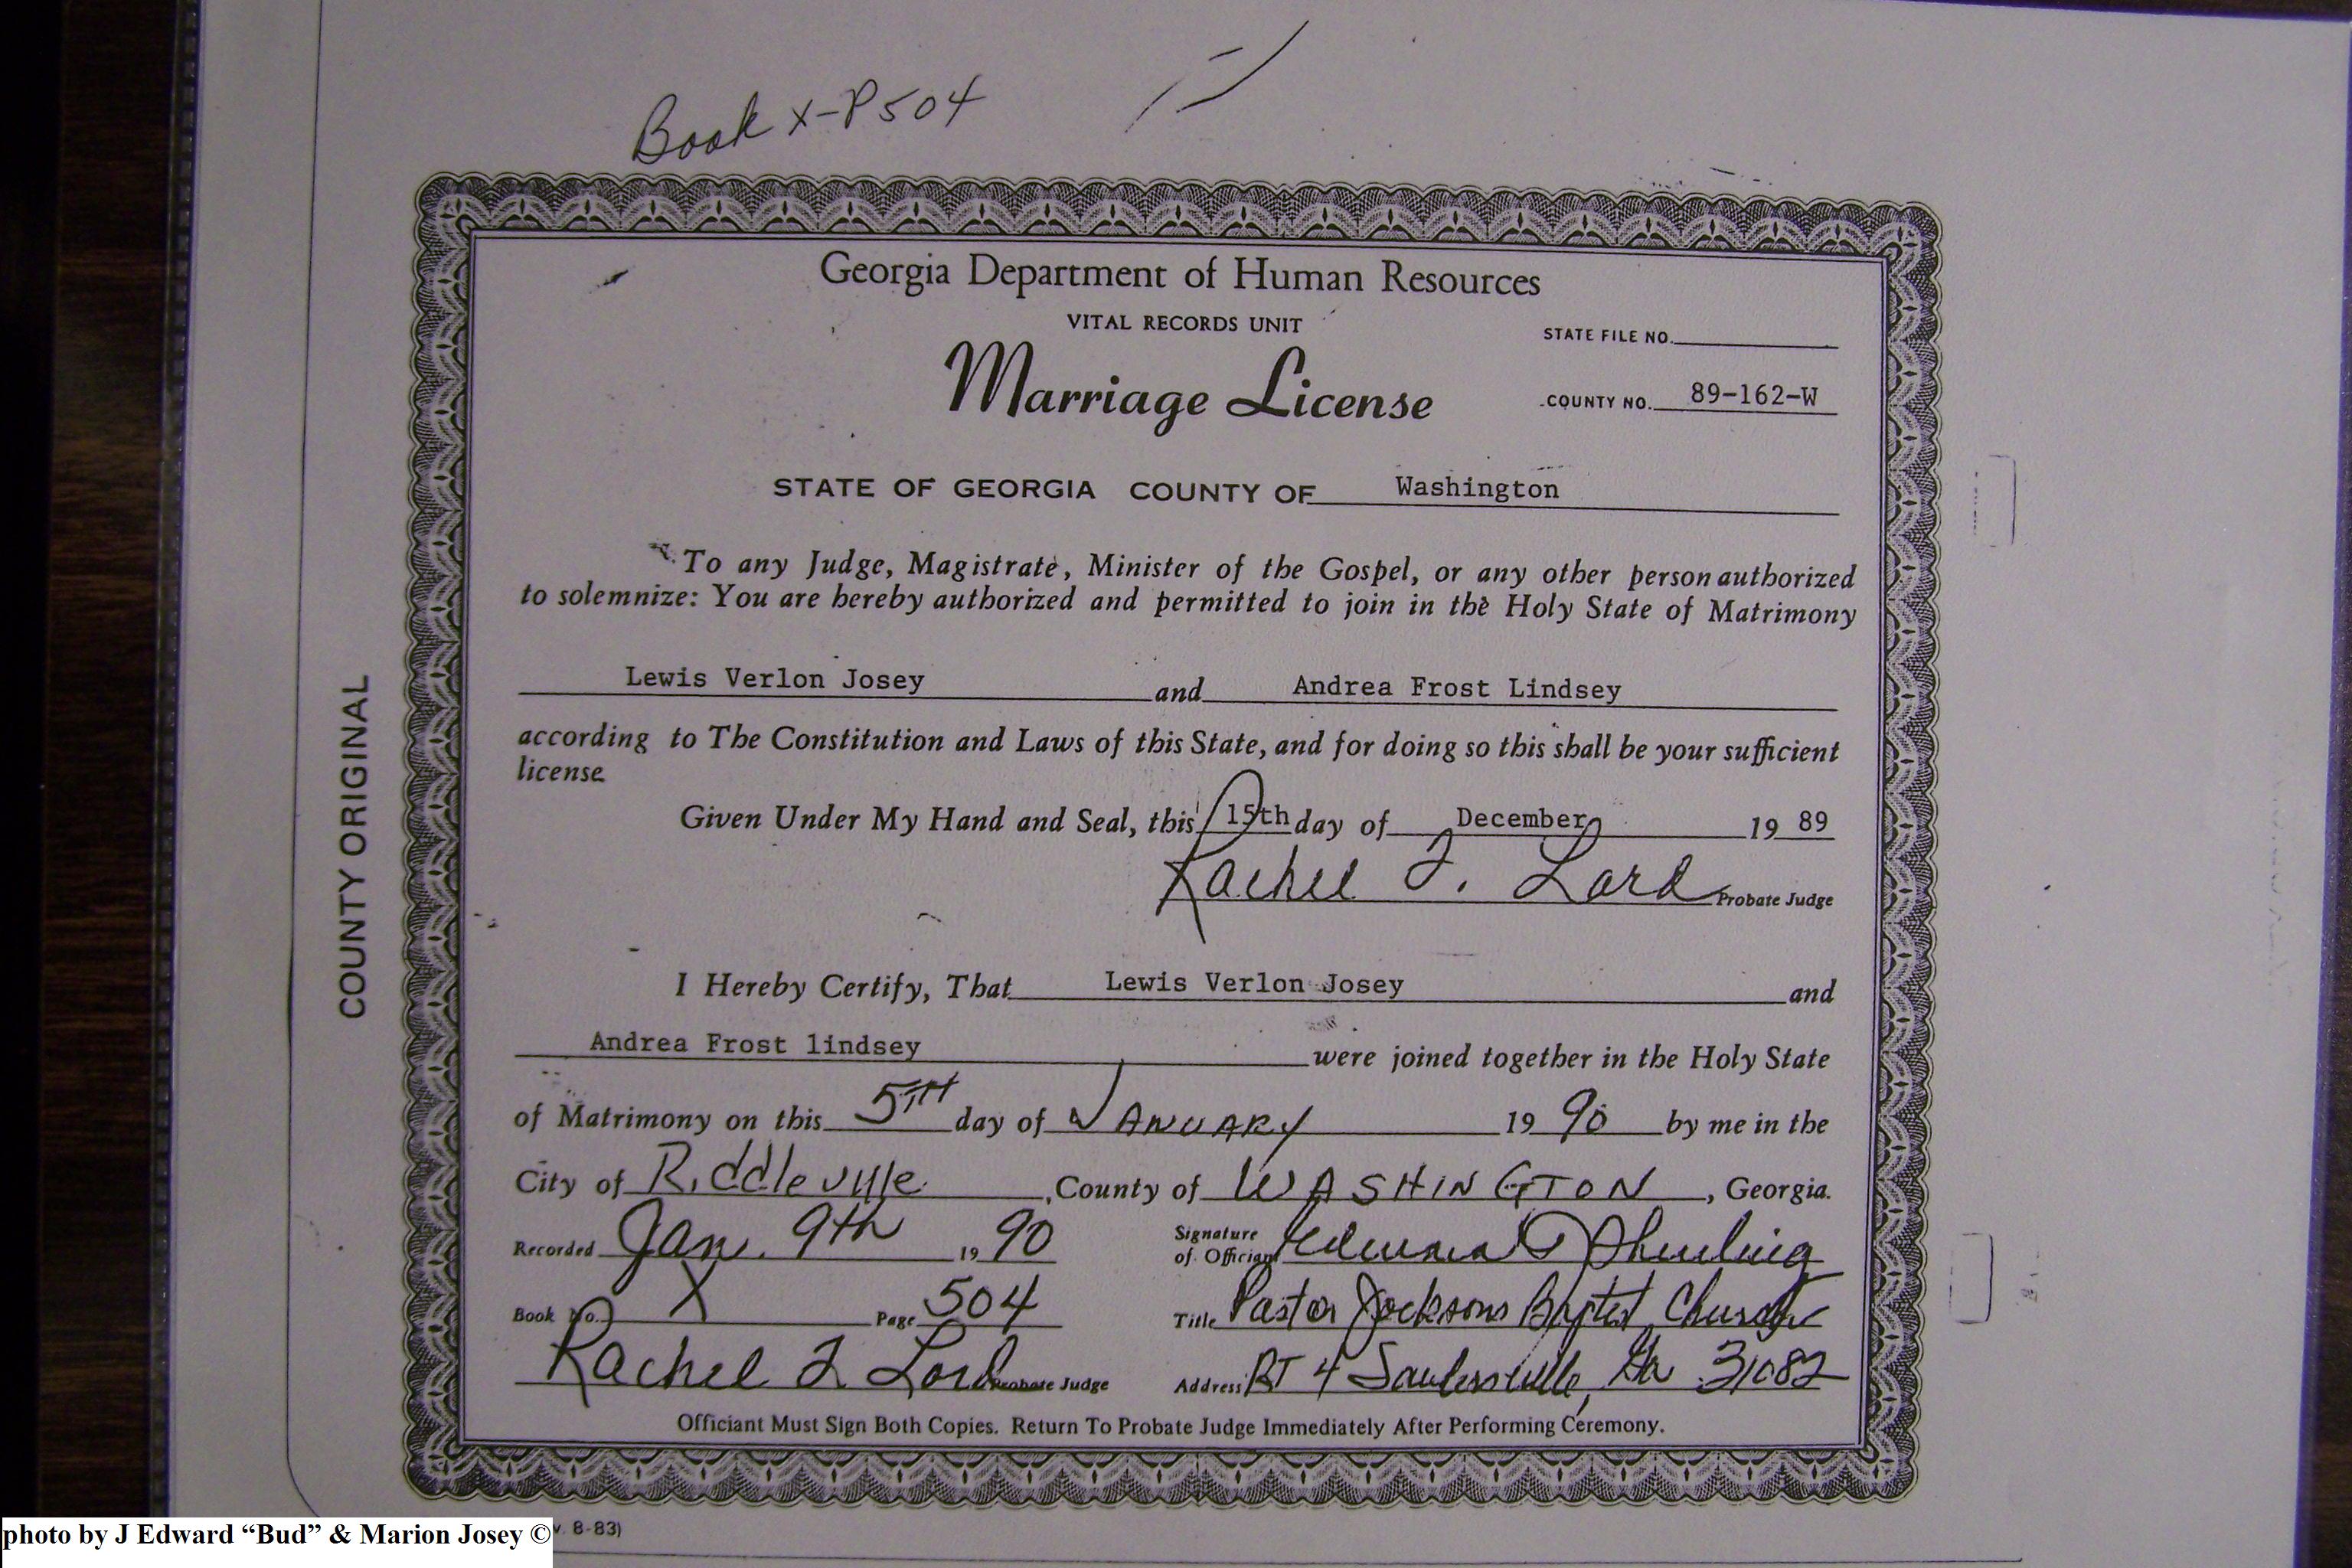 Book X-P504
Georgia Department of Human Resources
VITAL RECORDS UNIT
STATE FILE NO.
Marriage License
COUNTY NO. 89-162-W
STATE OF GEORGIA COUNTY OF Washington
To any Judge, Magistrate, Minister of the Gospel, or any other person authorized
to solemnize: You are hereby authorized and permitted to join in the Holy State of Matrimony
Lewis Verlon Josey and Andrea Frost Lindsey
according to The Constitution and Laws of this State, and for doing so this shall be your sufficient
license
Given Under My Hand and Seal, this 15th day of December 19 89
Rachel J. Lord Probate Judge
COUNTY ORIGINAL
I Hereby Certify, That Lewis Verlon Josey and
Andrea Frost lindsey were joined together in the Holy State
of Matrimony on this 5TH day of JANUARY 19 90 by me in the
City of Riddleville, County of WASHINGTON, Georgia.
Recorded Jan. 9th 19 90
Signature
of Officiant
Book No. X Page 504
Title Pastor Jacksons Baptist Church
Rachel J Lord Probate Judge
Address RT 4 Sandersville, Ga 31082
Officiant Must Sign Both Copies. Return To Probate Judge Immediately After Performing Ceremony.
photo by J Edward “Bud” & Marion Josey ©
8-83)